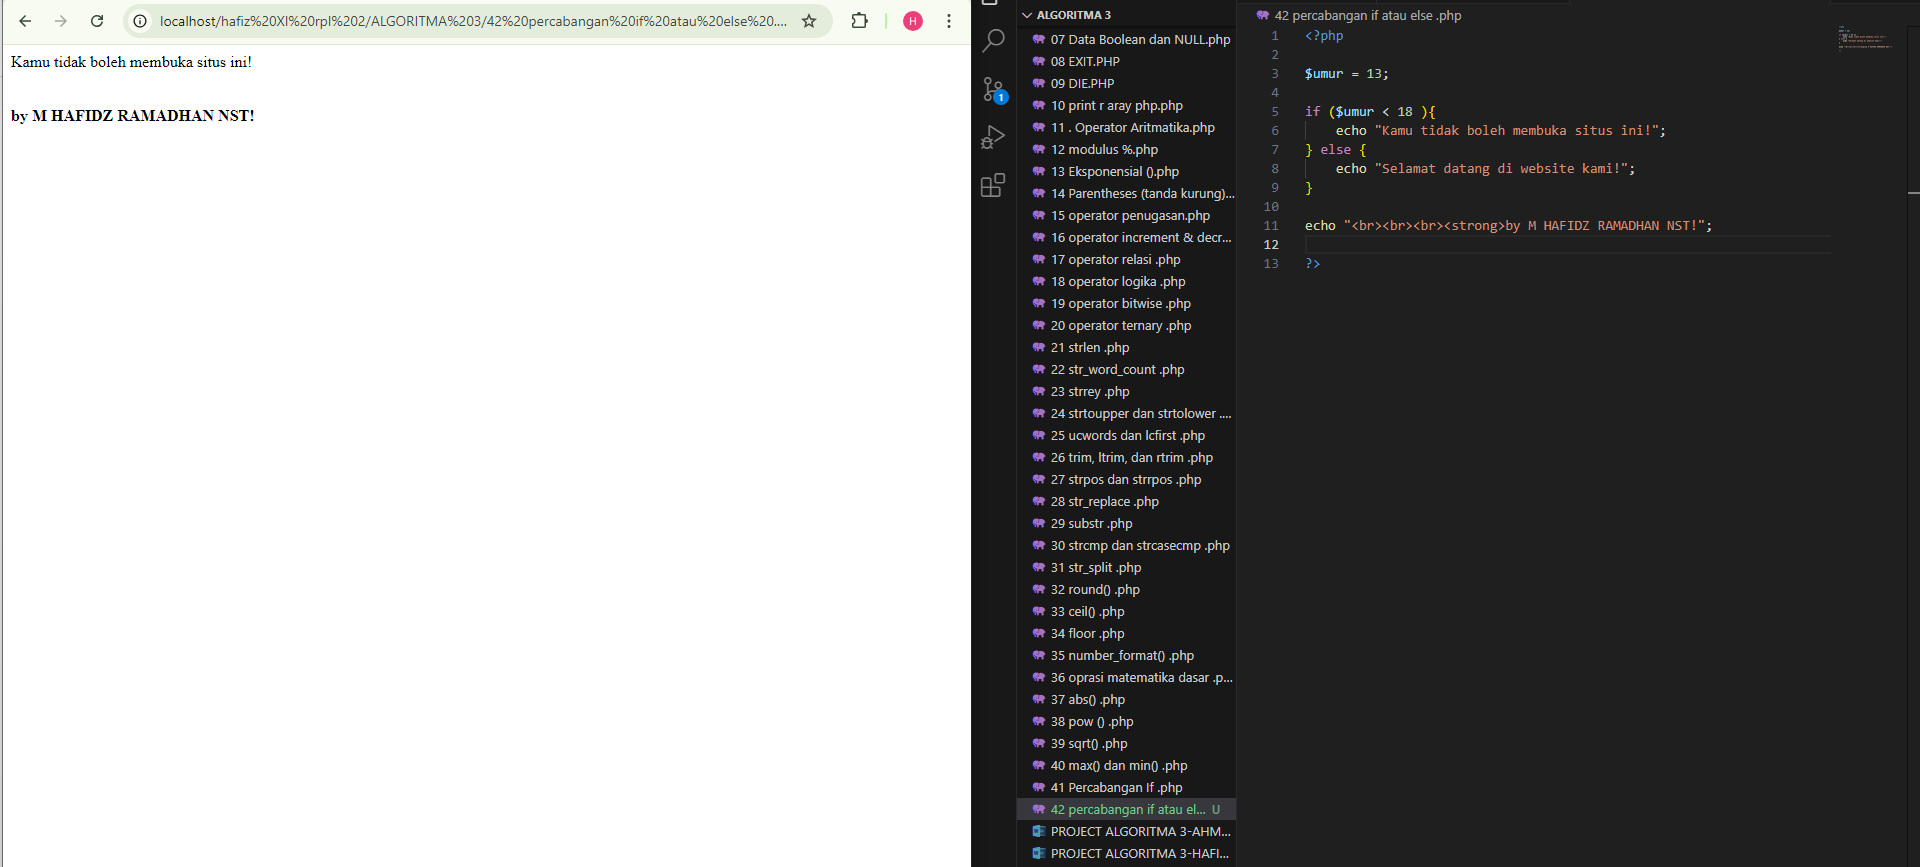 localhost/hafiz%20XI%20rpl%202/ALGORITMA%203/42%20percabangan%20if%20atau%20else%20....
H
Kamu tidak boleh membuka situs ini!
by M HAFIDZ RAMADHAN NST!
1
ALGORITMA 3
07 Data Boolean dan NULL.php
08 EXIT.PHP
09 DIE.PHP
10 print r aray php.php
11 . Operator Aritmatika.php
12 modulus %.php
13 Eksponensial ().php
14 Parentheses (tanda kurung)...
15 operator penugasan.php
16 operator increment & decr...
17 operator relasi .php
18 operator logika .php
19 operator bitwise .php
20 operator ternary .php
21 strlen .php
22 str_word_count .php
23 strrey .php
24 strtoupper dan strtolower ....
25 ucwords dan lcfirst .php
26 trim, ltrim, dan rtrim .php
27 strpos dan strrpos .php
28 str_replace .php
29 substr .php
30 strcmp dan strcasecmp .php
31 str_split .php
32 round() .php
33 ceil() .php
34 floor .php
35 number_format() .php
36 oprasi matematika dasar .p...
37 abs() .php
38 pow () .php
39 sqrt() .php
40 max() dan min() .php
41 Percabangan If .php
42 percabangan if atau el... U
PROJECT ALGORITMA 3-AHM...
PROJECT ALGORITMA 3-HAFI...
42 percabangan if atau else .php
1 <?php
2
3 $umur = 13;
4
5 if ($umur < 18 ){
6 echo "Kamu tidak boleh membuka situs ini!";
7 } else {
8 echo "Selamat datang di website kami!";
9 }
10
11 echo "<br><br><br><strong>by M HAFIDZ RAMADHAN NST!";
12
13 ?>